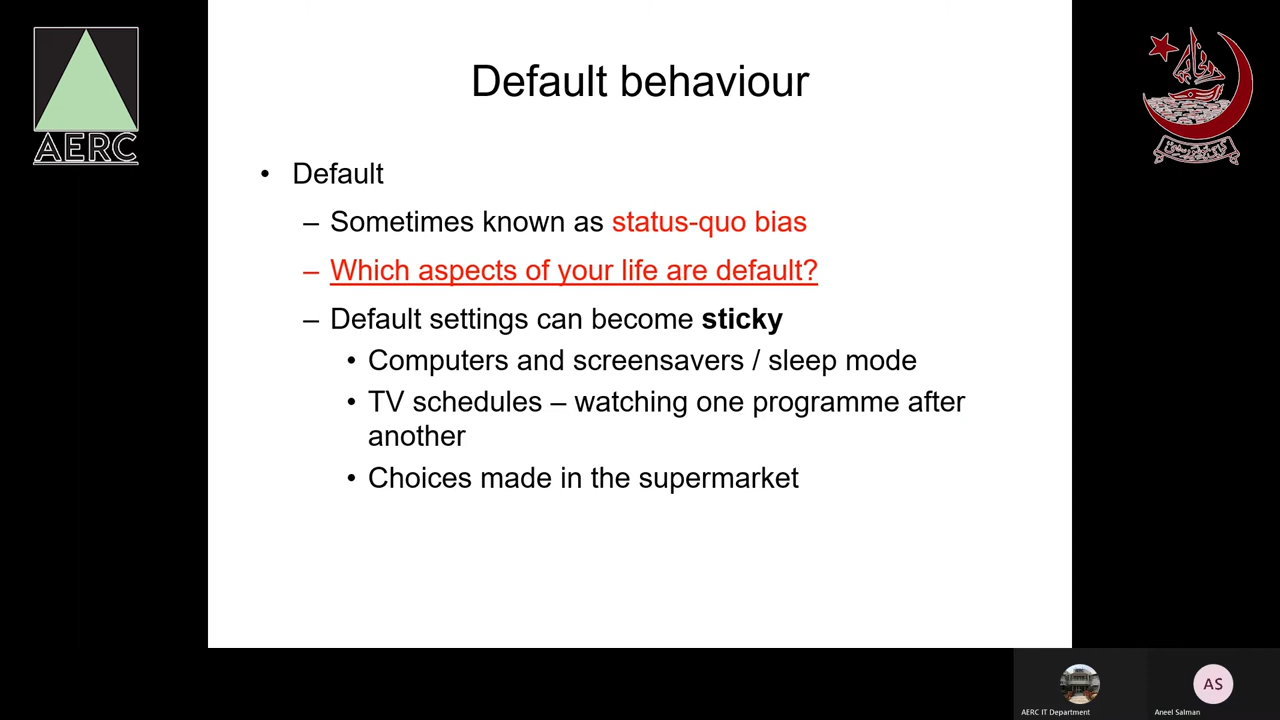 Default behaviour
AERC
• Default
– Sometimes known as status-quo bias
– Which aspects of your life are default?
– Default settings can become sticky
• Computers and screensavers / sleep mode
• TV schedules – watching one programme after
another
• Choices made in the supermarket
AS
AERC IT Department
Aneel Salman